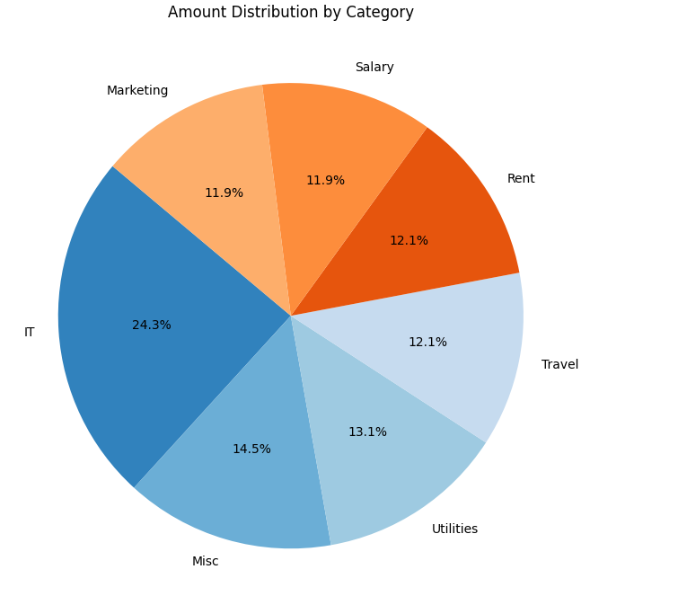 Amount Distribution by Category
Salary
Marketing
Rent
11.9%
11.9%
12.1%
24.3%
IT
12.1%
Travel
13.1%
14.5%
Utilities
Misc